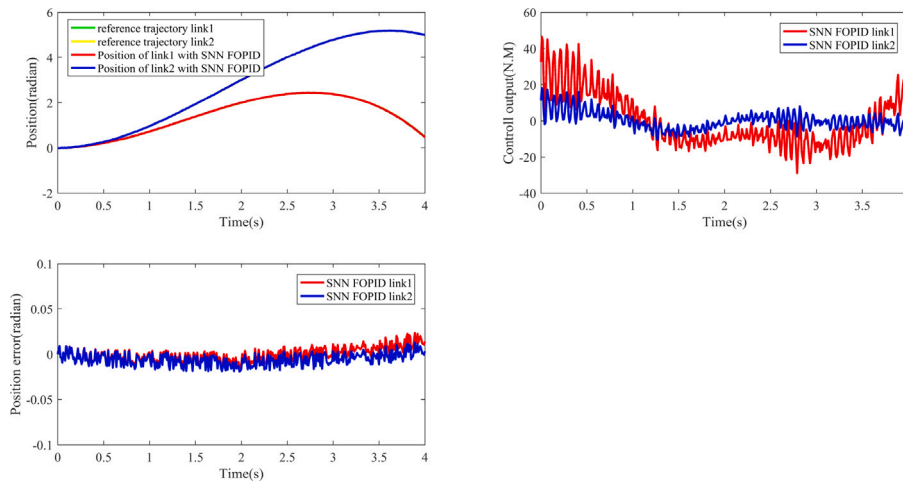 reference trajectory link1
reference trajectory link2
Position of link1 with SNN FOPID
Position of link2 with SNN FOPID
Position(radian)
6
4
2
0
-2
0 0.5 1 1.5 2 2.5 3 3.5 4
Time(s)
SNN FOPID link1
SNN FOPID link2
Controll output(N.M)
60
40
20
0
-20
-40
0 0.5 1 1.5 2 2.5 3 3.5
Time(s)
SNN FOPID link1
SNN FOPID link2
Position error(radian)
0.1
0.05
0
-0.05
-0.1
0 0.5 1 1.5 2 2.5 3 3.5 4
Time(s)